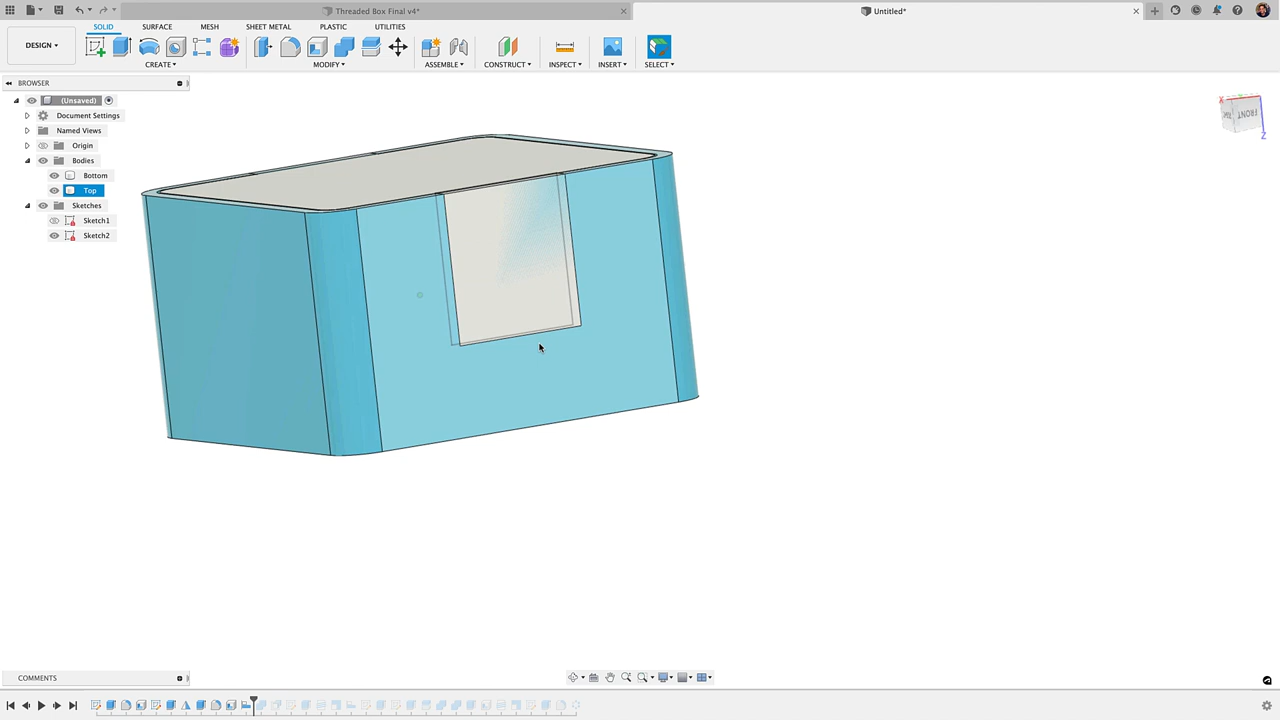 Threaded Box Final v4*
Untitled*
DESIGN
SOLID SURFACE MESH SHEET METAL PLASTIC UTILITIES
CREATE MODIFY ASSEMBLE CONSTRUCT INSPECT INSERT SELECT
BROWSER
(Unsaved)
Document Settings
Named Views
Origin
Bodies
Bottom
Top
Sketches
Sketch1
Sketch2
X
FRONT
Z
COMMENTS